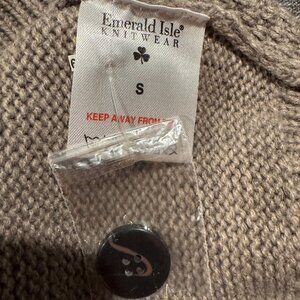 Emerald Isle®
KNITWEAR
S
KEEP AWAY FROM